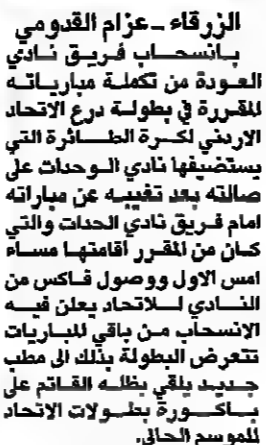 الزرقاء - عزام القدومي
بانسحاب فريق نادي
العودة من تكملة مبارياته
المقررة في بطولة درع الاتحاد
الاردني لكرة الطائرة التي
يستضيفها نادي الوحدات على
صالته بعد تغيبه عن مباراته
امام فريق نادي الحدات والتي
كان من المقرر أقامتها مساء
امس الاول ووصول فاكس من
النادي للاتحاد يعلن فيه
الانسحاب من باقي المباريات
تتعرض البطولة بذلك الى مطب
جديد يلقي بظله القاتم على
باكورة بطولات الاتحاد
للموسم الحالي.